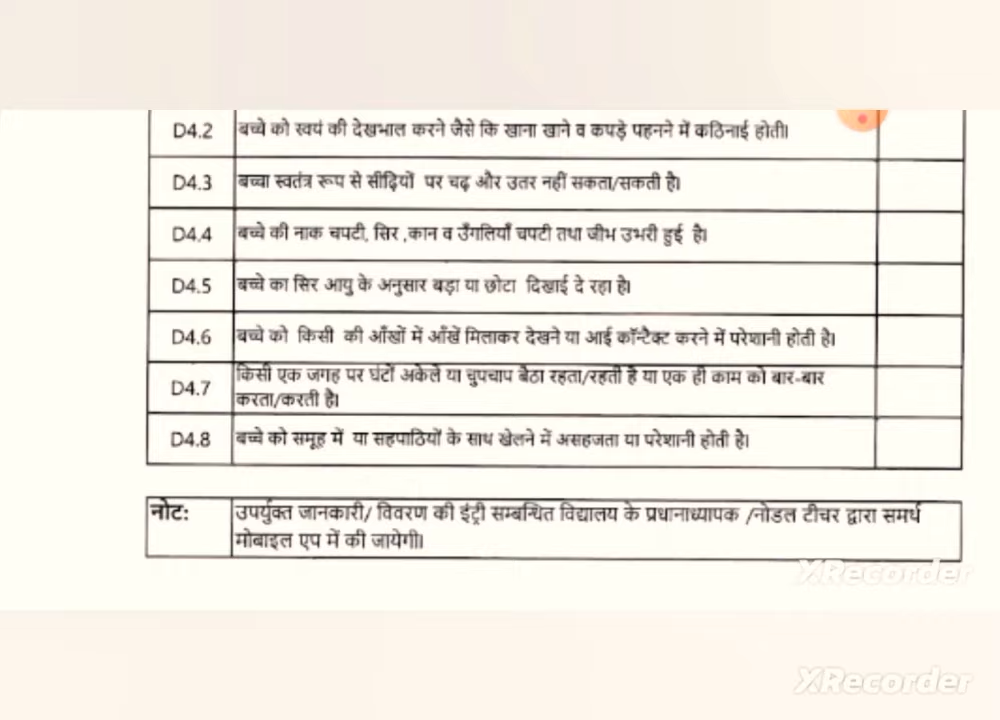 D4.2 बच्चे को स्वयं की देखभाल करने जैसे कि खाना खाने व कपड़े पहनने में कठिनाई होती।
D4.3 बच्चा स्वतंत्र रूप से सीढ़ियों पर चढ़ और उतर नहीं सकता/सकती है।
D4.4 बच्चे की नाक चपटी, सिर ,कान व उँगलियाँ चपटी तथा जीभ उभरी हुई है।
D4.5 बच्चे का सिर आयु के अनुसार बड़ा या छोटा दिखाई दे रहा है।
D4.6 बच्चे को किसी की आँखों में आँखें मिलाकर देखने या आई कॉन्टैक्ट करने में परेशानी होती है।
D4.7 किसी एक जगह पर घंटों अकेले या चुपचाप बैठा रहता/रहती है या एक ही काम को बार-बार
करता/करती है।
D4.8 बच्चे को समूह में या सहपाठियों के साथ खेलने में असहजता या परेशानी होती है।
नोट: उपर्युक्त जानकारी/ विवरण की इंट्री सम्बन्धित विद्यालय के प्रधानाध्यापक /नोडल टीचर द्वारा समर्थ
मोबाइल एप में की जायेगी।
XRecorder
XRecorder